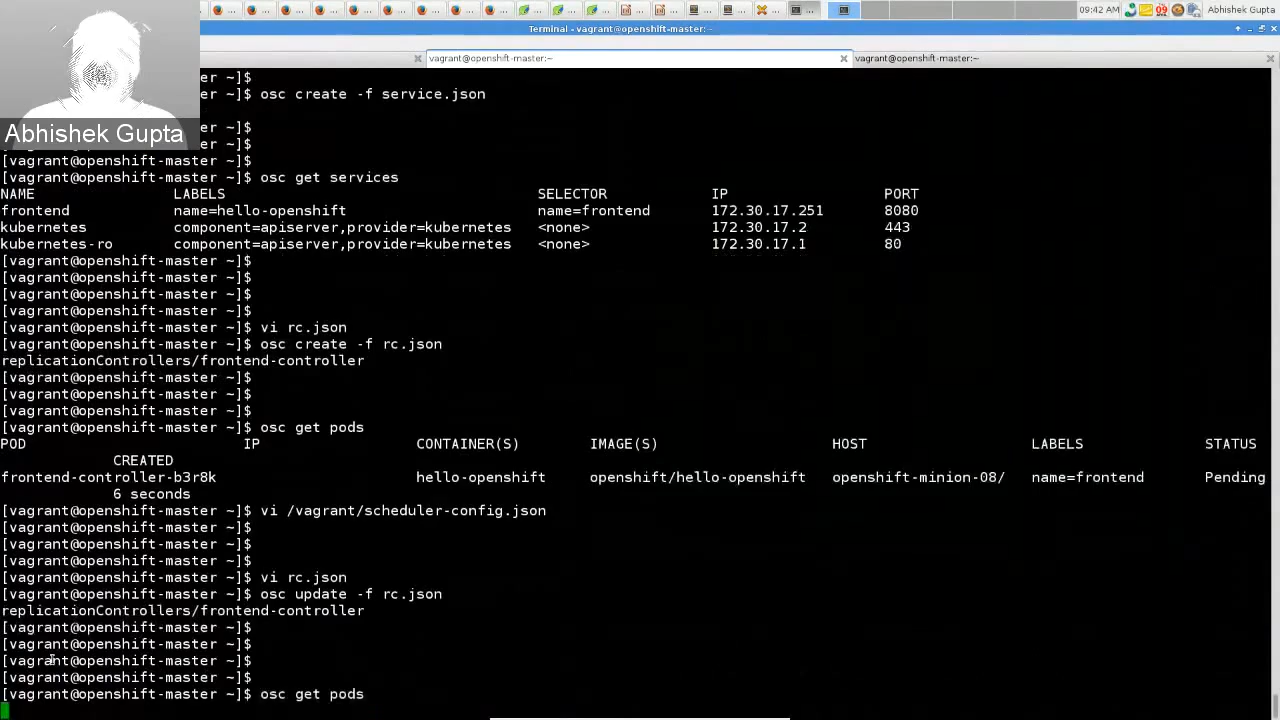 09:42 AM
09
Abhishek Gupta
Terminal - vagrant@openshift-master:~
vagrant@openshift-master:~
vagrant@openshift-master:~
er ~]$
er ~]$ osc create -f service.json
Abhishek Gupta
er ~]$
[vagrant@openshift-master ~]$
[vagrant@openshift-master ~]$
[vagrant@openshift-master ~]$ osc get services
NAME LABELS SELECTOR IP PORT
frontend name=hello-openshift name=frontend 172.30.17.251 8080
kubernetes component=apiserver,provider=kubernetes <none> 172.30.17.2 443
kubernetes-ro component=apiserver,provider=kubernetes <none> 172.30.17.1 80
[vagrant@openshift-master ~]$
[vagrant@openshift-master ~]$
[vagrant@openshift-master ~]$
[vagrant@openshift-master ~]$
[vagrant@openshift-master ~]$ vi rc.json
[vagrant@openshift-master ~]$ osc create -f rc.json
replicationControllers/frontend-controller
[vagrant@openshift-master ~]$
[vagrant@openshift-master ~]$
[vagrant@openshift-master ~]$
[vagrant@openshift-master ~]$ osc get pods
POD IP CONTAINER(S) IMAGE(S) HOST LABELS STATUS
CREATED
frontend-controller-b3r8k hello-openshift openshift/hello-openshift openshift-minion-08/ name=frontend Pending
6 seconds
[vagrant@openshift-master ~]$ vi /vagrant/scheduler-config.json
[vagrant@openshift-master ~]$
[vagrant@openshift-master ~]$
[vagrant@openshift-master ~]$
[vagrant@openshift-master ~]$ vi rc.json
[vagrant@openshift-master ~]$ osc update -f rc.json
replicationControllers/frontend-controller
[vagrant@openshift-master ~]$
[vagrant@openshift-master ~]$
[vagrant@openshift-master ~]$
[vagrant@openshift-master ~]$
[vagrant@openshift-master ~]$ osc get pods